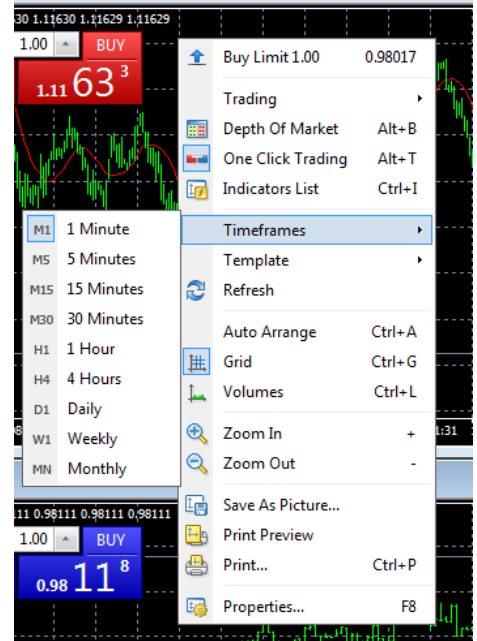 630 1.11630 1.11629 1.11629
1.00 BUY
1.11 63 3
Buy Limit 1.00 0.98017
Trading
Depth Of Market Alt+B
One Click Trading Alt+T
Indicators List Ctrl+I
Timeframes
Template
Refresh
Auto Arrange Ctrl+A
Grid Ctrl+G
Volumes Ctrl+L
Zoom In +
Zoom Out -
Save As Picture...
Print Preview
Print... Ctrl+P
Properties... F8
M1 1 Minute
M5 5 Minutes
M15 15 Minutes
M30 30 Minutes
H1 1 Hour
H4 4 Hours
D1 Daily
W1 Weekly
MN Monthly
1:31
111 0.98111 0.98111 0.98111
1.00 BUY
0.98 11 8